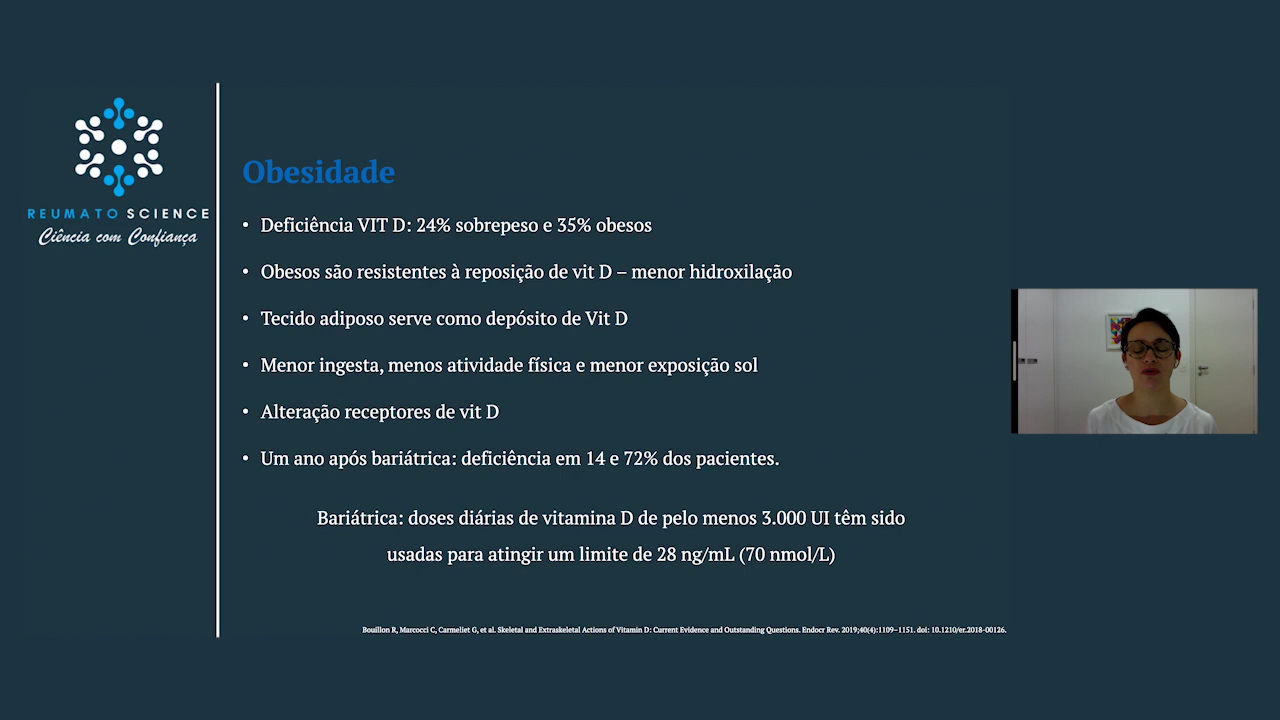 REUMATO SCIENCE
Ciência com Confiança
Obesidade
• Deficiência VIT D: 24% sobrepeso e 35% obesos
• Obesos são resistentes à reposição de vit D – menor hidroxilação
• Tecido adiposo serve como depósito de Vit D
• Menor ingesta, menos atividade física e menor exposição sol
• Alteração receptores de vit D
• Um ano após bariátrica: deficiência em 14 e 72% dos pacientes.
Bariátrica: doses diárias de vitamina D de pelo menos 3.000 UI têm sido
usadas para atingir um limite de 28 ng/mL (70 nmol/L)
Bouillon R, Marcocci C, Carmeliet G, et al. Skeletal and Extraskeletal Actions of Vitamin D: Current Evidence and Outstanding Questions. Endocr Rev. 2019;40(4):1109–1151. doi: 10.1210/er.2018-00126.